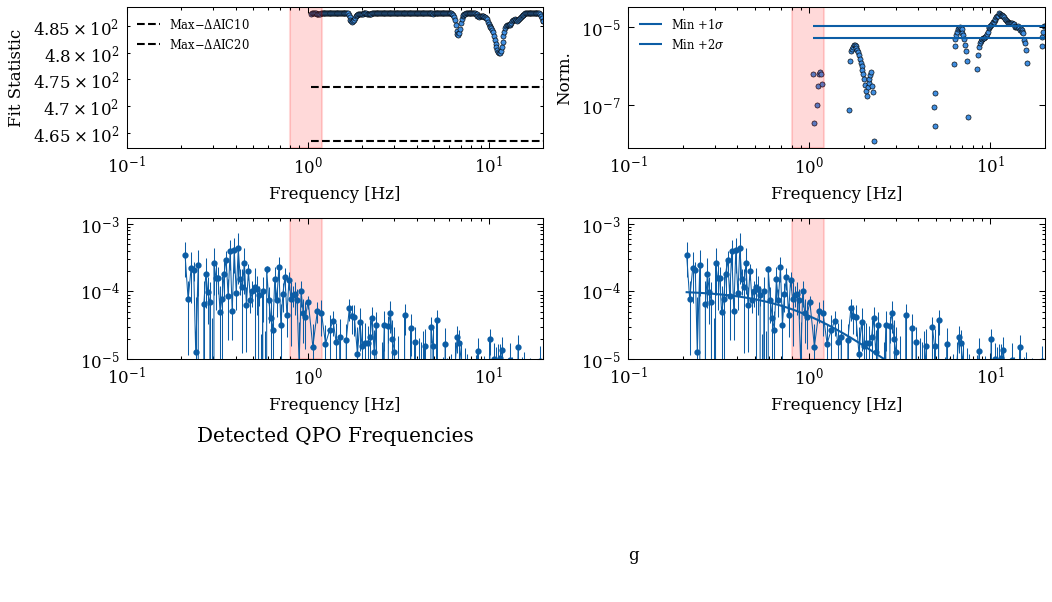 Fit Statistic
4.85 × 10²
4.8 × 10²
4.75 × 10²
4.7 × 10²
4.65 × 10²
Max−ΔAIC10
Max−ΔAIC20
10⁻¹ 10⁰ 10¹
Frequency [Hz]
Norm.
10⁻⁵
10⁻⁷
Min +1σ
Min +2σ
10⁻¹ 10⁰ 10¹
Frequency [Hz]
10⁻³
10⁻⁴
10⁻⁵
10⁻¹ 10⁰ 10¹
Frequency [Hz]
10⁻³
10⁻⁴
10⁻⁵
10⁻¹ 10⁰ 10¹
Frequency [Hz]
Detected QPO Frequencies
g